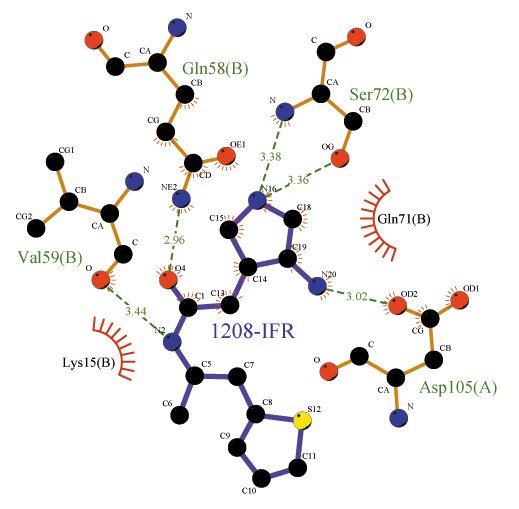 O
N
O
C
CA
Gln58(B)
C
CB
CA
Ser72(B)
N
CB
CG
OE1
OG
3.38
CG1
CD
3.36
N
NE2
N16
CB
C18
Gln71(B)
C15
CG2
CA
2.96
Val59(B)
C
C19
O
O4
C14
N20
3.02
OD2
OD1
3.44
C1
C13
CG
N2
1208-IFR
Lys15(B)
C
CB
O
C5
C7
CA
Asp105(A)
C6
C8
S12
N
C9
C11
C10